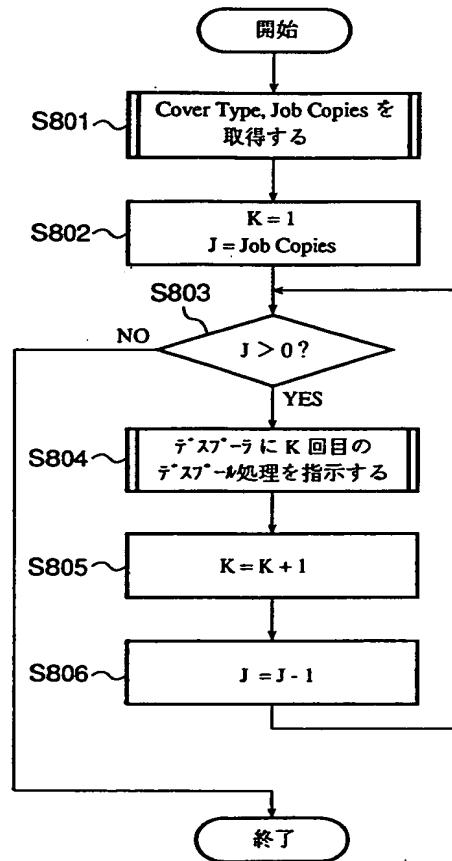 開始
S801
Cover Type, Job Copies を
取得する
S802
K = 1
J = Job Copies
S803
NO
J > 0 ?
YES
S804
ﾃﾞｽﾌﾟｰﾗ に K 回目の
ﾃﾞｽﾌﾟｰﾙ処理を指示する
S805
K = K + 1
S806
J = J - 1
終了